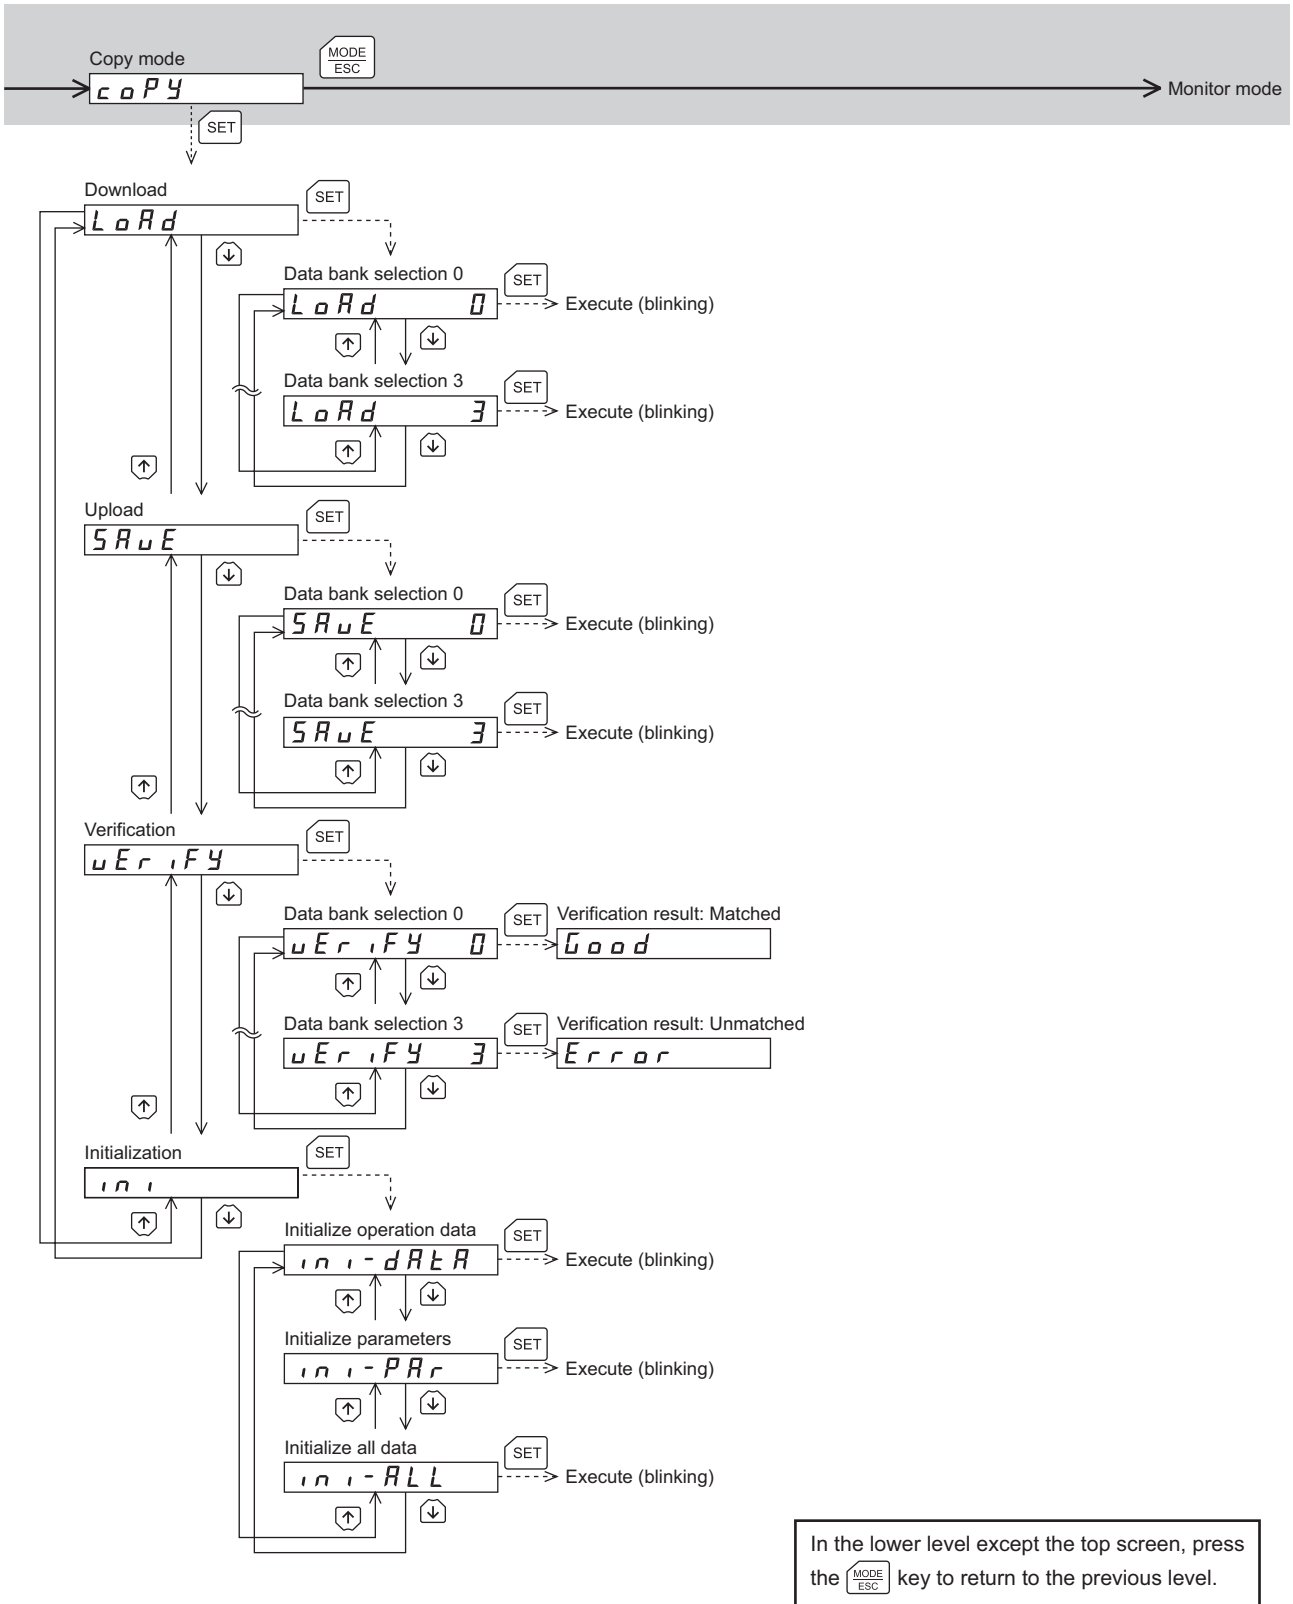 Copy mode
MODE
ESC
coPY
Monitor mode
SET
Download
SET
LoAd
Data bank selection 0
SET
LoAd 0
Execute (blinking)
Data bank selection 3
SET
LoAd 3
Execute (blinking)
Upload
SET
SAvE
Data bank selection 0
SET
SAvE 0
Execute (blinking)
Data bank selection 3
SET
SAvE 3
Execute (blinking)
Verification
SET
vEriFY
Data bank selection 0
SET
Verification result: Matched
vEriFY 0
Good
Data bank selection 3
SET
Verification result: Unmatched
vEriFY 3
Error
Initialization
SET
ini
Initialize operation data
SET
ini-dAtA
Execute (blinking)
Initialize parameters
SET
ini-PAr
Execute (blinking)
Initialize all data
SET
ini-ALL
Execute (blinking)
In the lower level except the top screen, press
the MODE ESC key to return to the previous level.